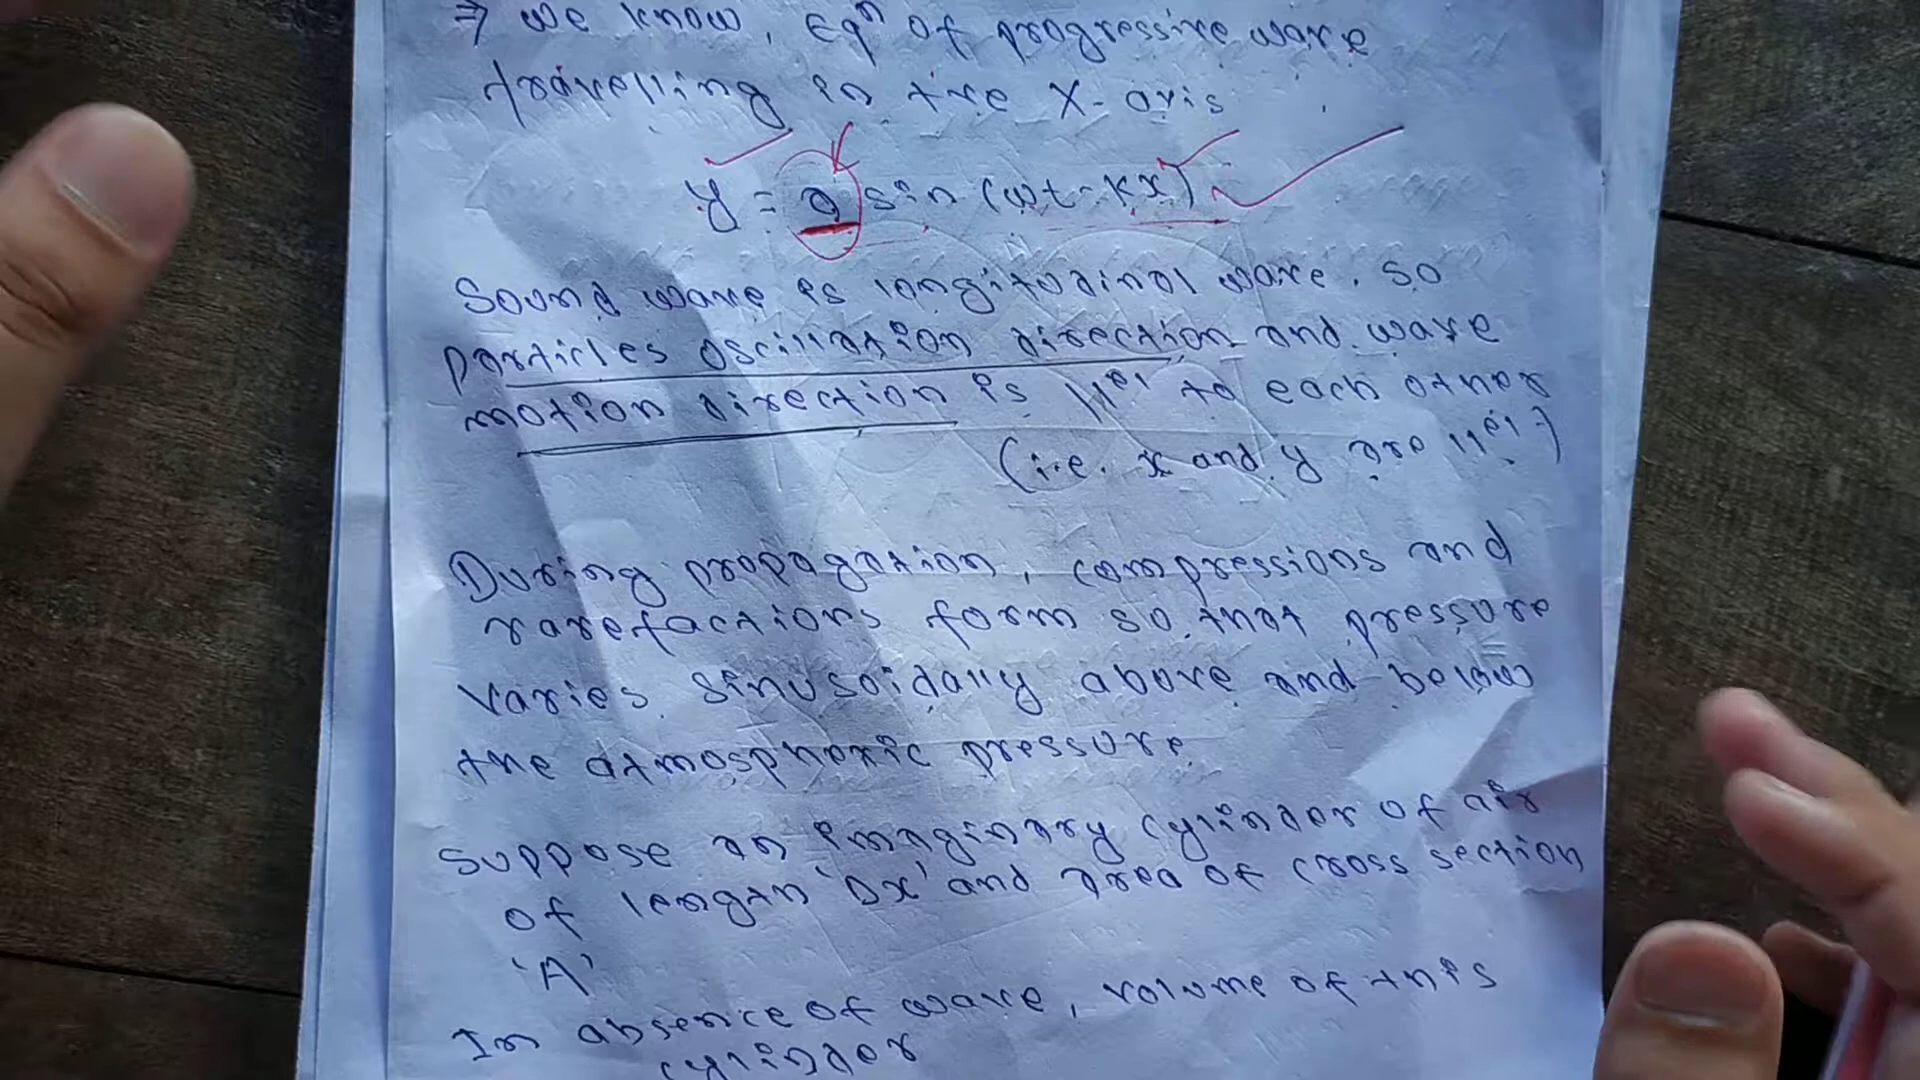 ⇒ we know, Eqⁿ of progressive wave
travelling in +ve X-axis
y = a sin (ωt - kx)
Sound wave is longitudinal wave. So
particles oscillation direction and wave
motion direction is 11ᵉˡ to each other
(i.e. x and y are 11ᵉˡ.)
During propagation, compressions and
rarefactions form so that pressure
varies sinusoidally above and below
the atmospheric pressure.
Suppose an imaginary cylinder of air
of length 'Δx' and area of cross section
'A'
In absence of wave, volume of this
cylinder